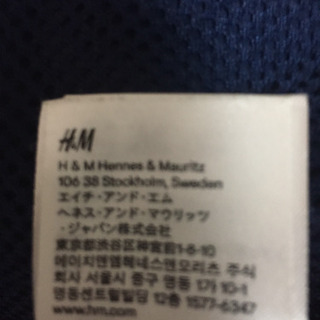 H&M
H & M Hennes & Mauritz
106 38 Stockholm, Sweden
エイチ・アンド・エム
ヘネス・アンド・マウリッツ
・ジャパン株式会社
東京都渋谷区神宮前1-8-10
에이치앤엠헤네스앤모리츠 주식
회사 서울시 중구 명동 1가 10-1
명동센트럴빌딩 12층 1577-6347
www.hm.com